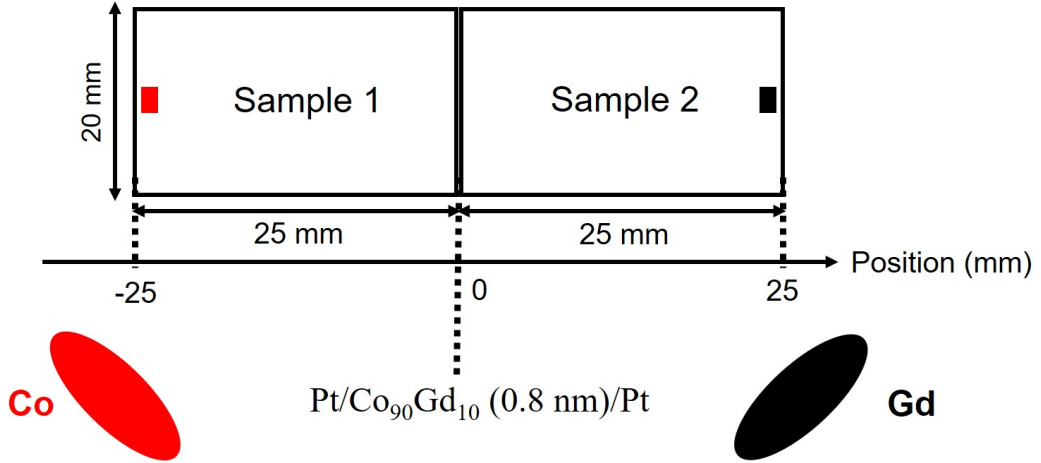 20 mm
Sample 1
Sample 2
25 mm
25 mm
Position (mm)
-25
0
25
Co
Pt/Co₉₀Gd₁₀ (0.8 nm)/Pt
Gd